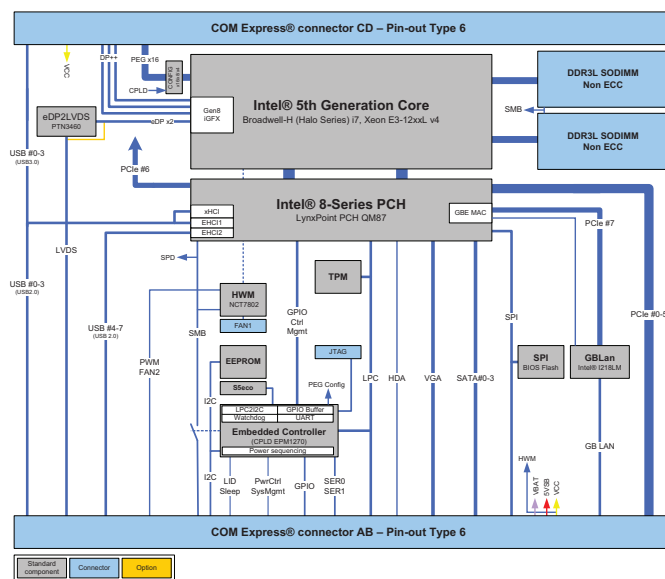 COM Express® connector CD – Pin-out Type 6
VCC
DP++
PEG x16
CONFIG
CPLD
Gen8
iGFX
Intel® 5th Generation Core
Broadwell-H (Halo Series) i7, Xeon E3-12xxL v4
DDR3L SODIMM
Non ECC
SMB
DDR3L SODIMM
Non ECC
eDP2LVDS
PTN3460
eDP x2
USB #0-3
(USB3.0)
PCIe #6
Intel® 8-Series PCH
LynxPoint PCH QM87
xHCI
EHCI1
EHCI2
GBE MAC
PCIe #7
LVDS
SPD
USB #0-3
(USB2.0)
HWM
NCT7802
FAN1
GPIO
Ctrl
Mgmt
TPM
PCIe #0-5
SPI
USB #4-7
(USB 2.0)
SMB
PWM
FAN2
EEPROM
JTAG
SPI
BIOS Flash
GBLan
Intel® I218LM
LPC
HDA
VGA
SATA#0-3
S5eco
PEG Config
I2C
LPC2I2C
GPIO Buffer
Watchdog
UART
Embedded Controller
(CPLD EPM1270)
Power sequencing
GB LAN
HWM
I2C
LID
Sleep
PwrCtrl
SysMgmt
GPIO
SER0
SER1
VBAT
5VSB
VCC
COM Express® connector AB – Pin-out Type 6
Standard
component
Connector
Option